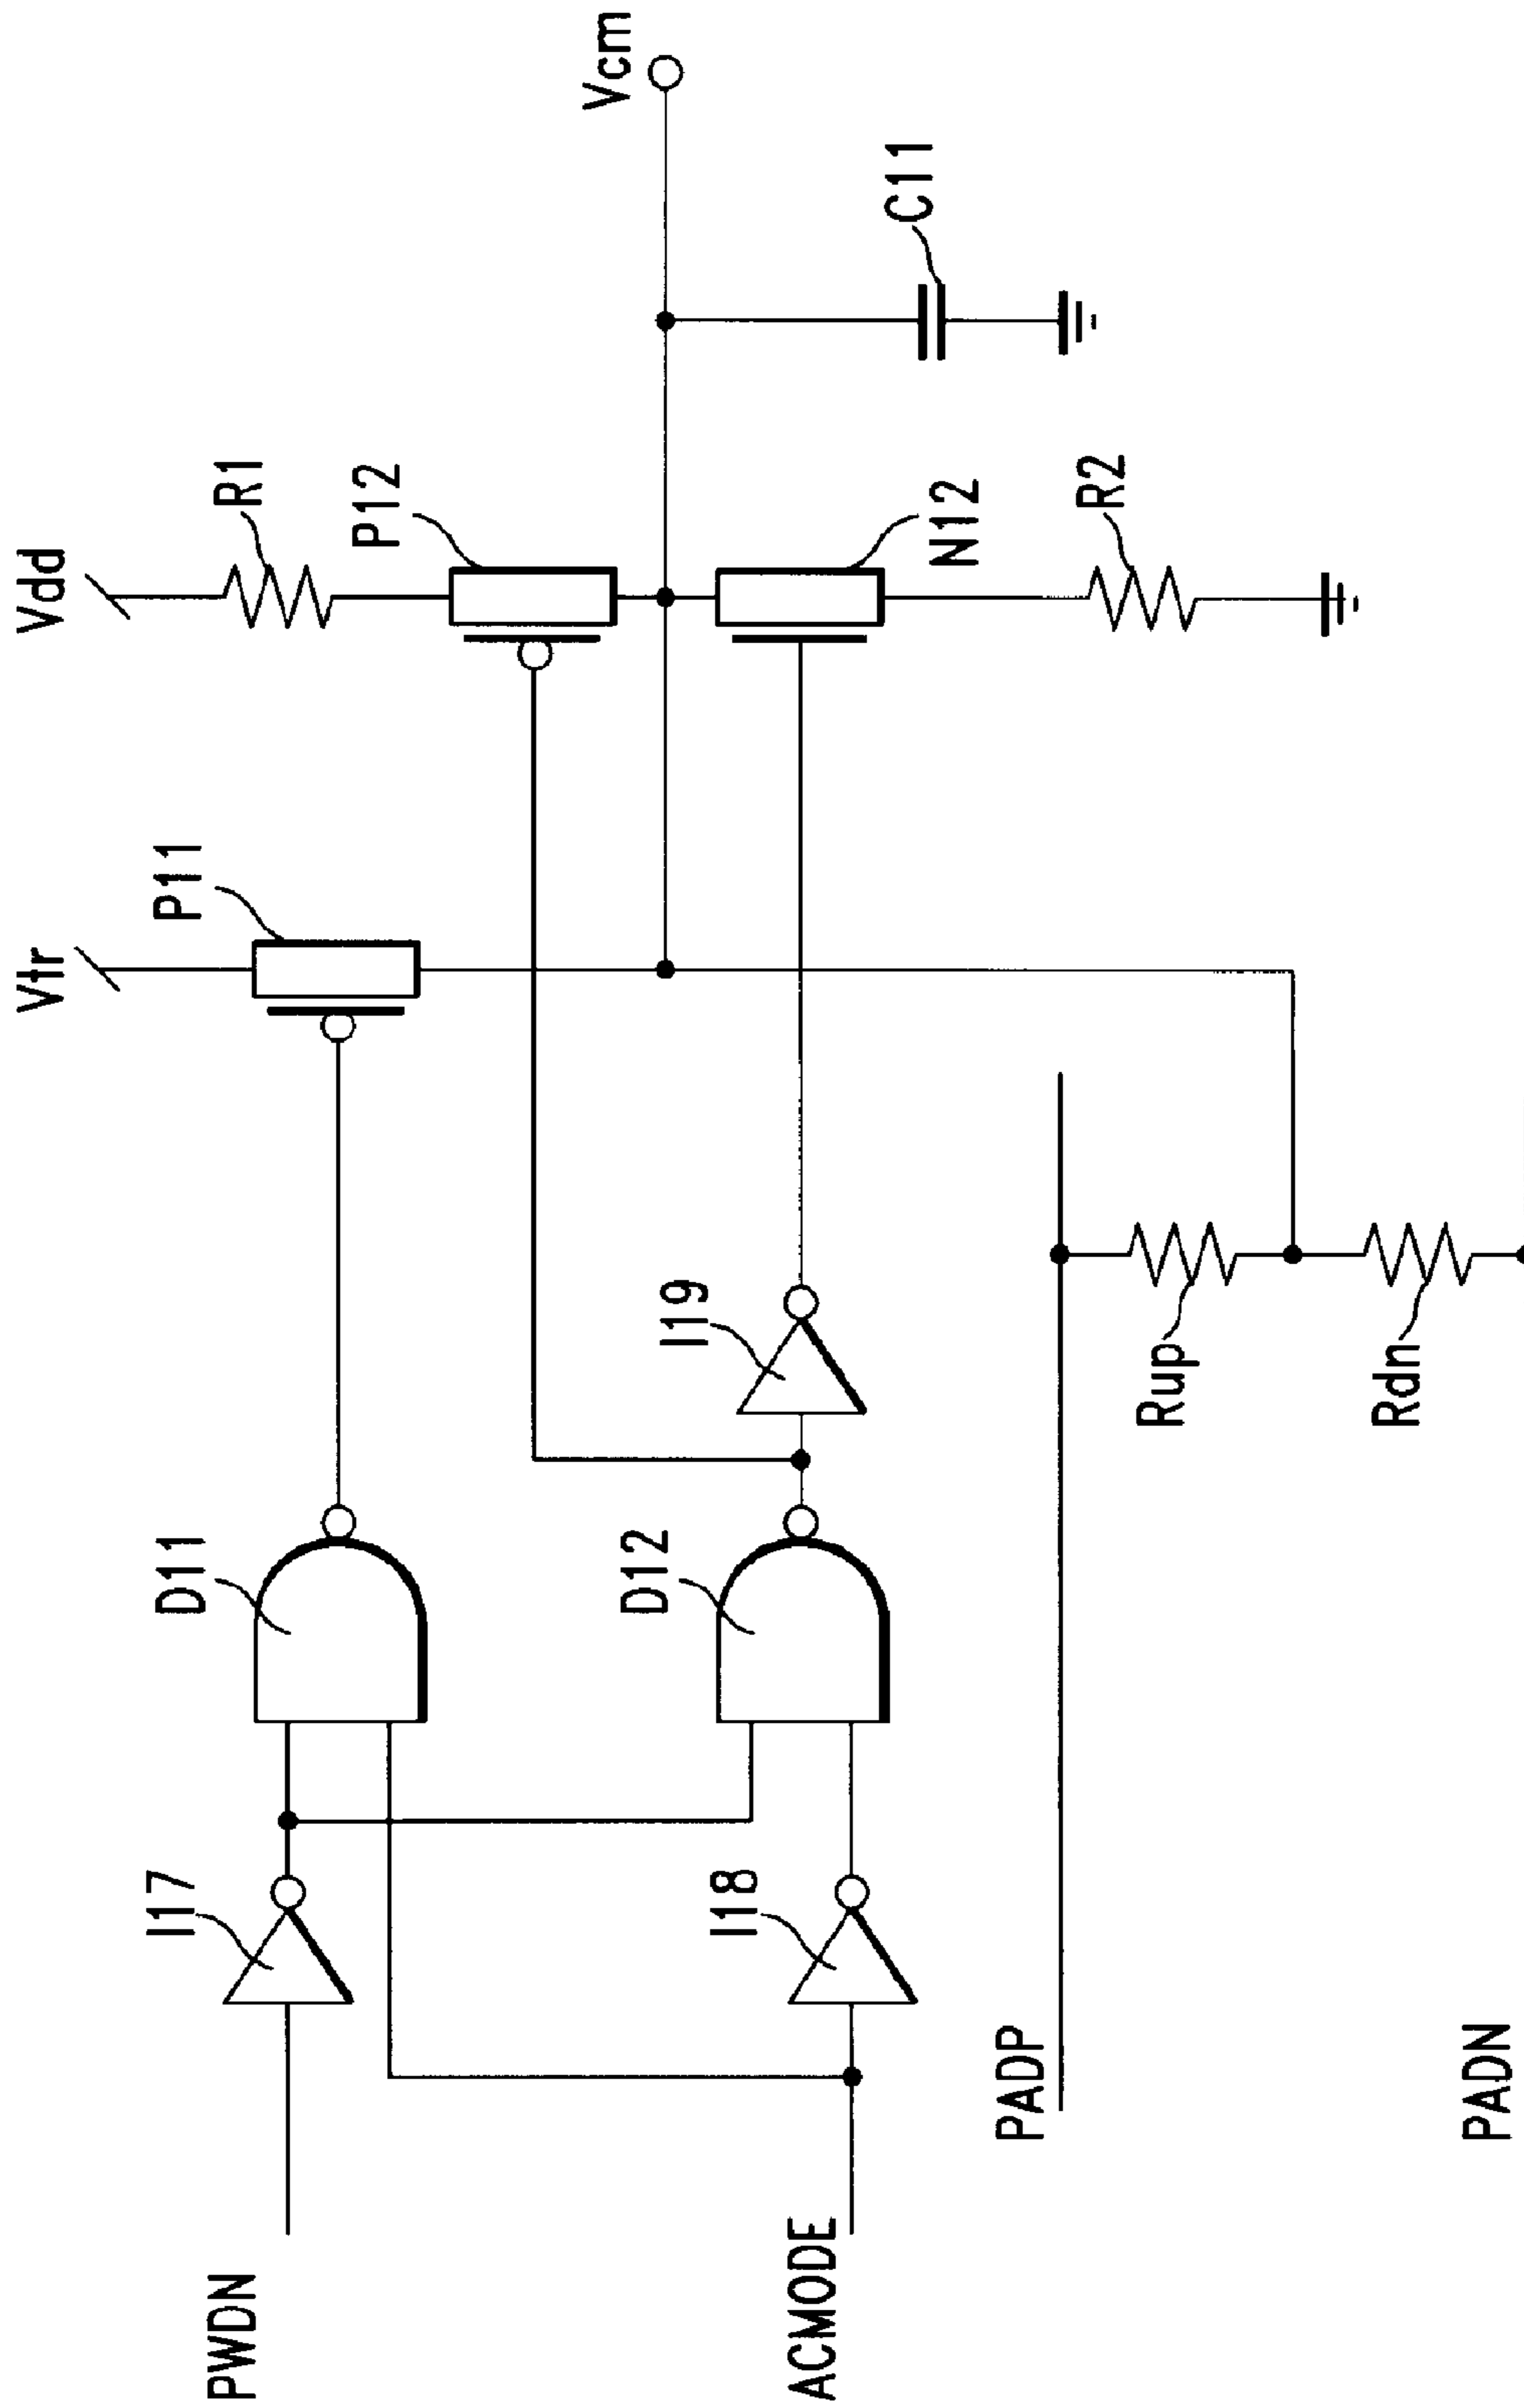 Vdd
Vtr
R1
P12
P11
Vcm
C11
N12
R2
D11
D12
I19
I17
I18
PWDN
ACMODE
PADP
Rup
Rdn
PADN